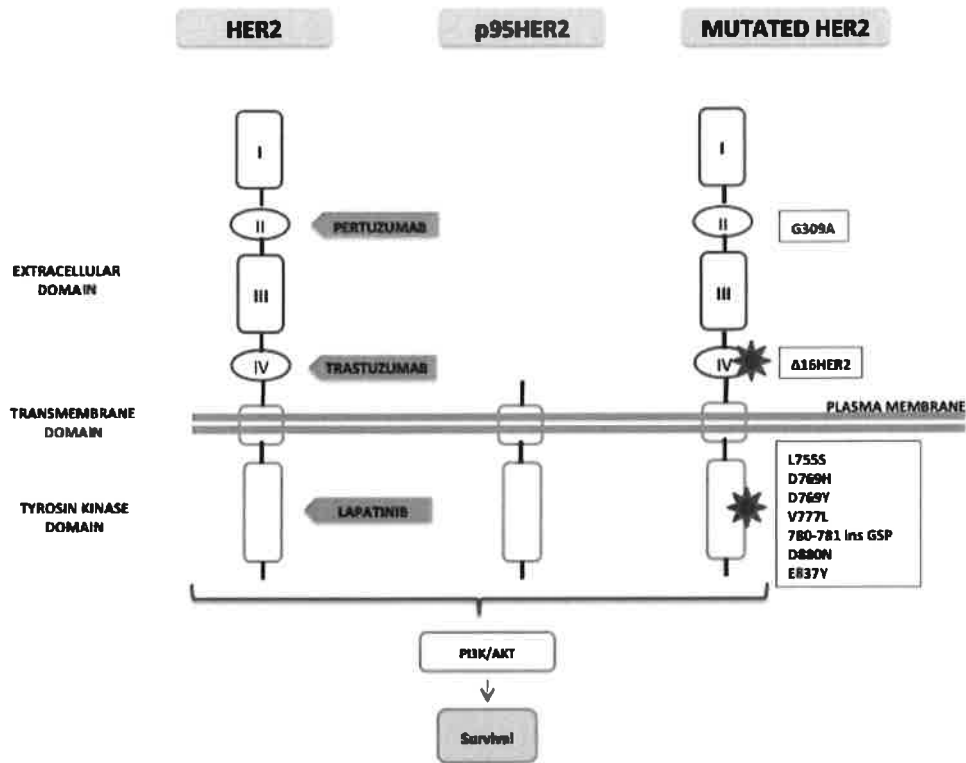 HER2
p95HER2
MUTATED HER2
I
I
II
PERTUZUMAB
II
G309A
EXTRACELLULAR
DOMAIN
III
III
IV
TRASTUZUMAB
IV
Δ16HER2
TRANSMEMBRANE
DOMAIN
PLASMA MEMBRANE
TYROSIN KINASE
DOMAIN
LAPATINIB
L755S
D769H
D769Y
V777L
780-781 Ins GSP
D880N
E837Y
PI3K/AKT
Survival